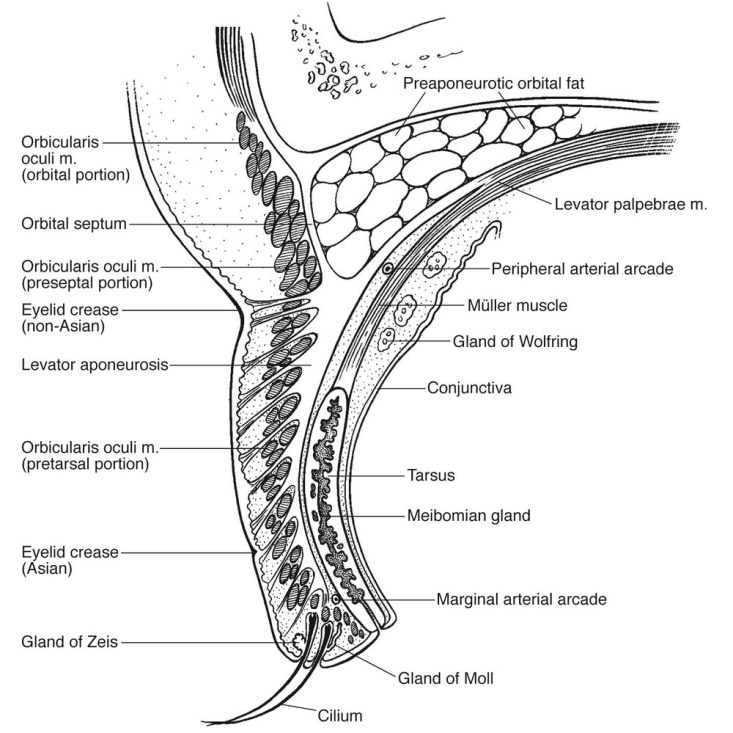 Preaponeurotic orbital fat
Orbicularis
oculi m.
(orbital portion)
Levator palpebrae m.
Orbital septum
Orbicularis oculi m.
(preseptal portion)
Peripheral arterial arcade
Eyelid crease
(non-Asian)
Müller muscle
Gland of Wolfring
Levator aponeurosis
Conjunctiva
Orbicularis oculi m.
(pretarsal portion)
Tarsus
Meibomian gland
Eyelid crease
(Asian)
Marginal arterial arcade
Gland of Zeis
Gland of Moll
Cilium